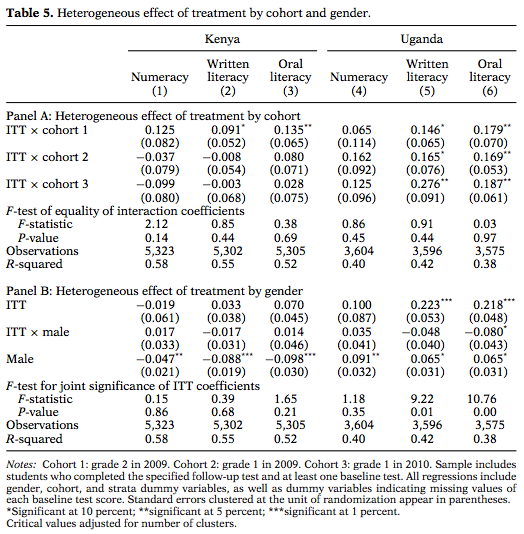 Table 5. Heterogeneous effect of treatment by cohort and gender.
Kenya Uganda
Numeracy Written literacy Oral literacy Numeracy Written literacy Oral literacy
(1) (2) (3) (4) (5) (6)
Panel A: Heterogeneous effect of treatment by cohort
ITT × cohort 1 0.125 0.091* 0.135** 0.065 0.146* 0.179**
(0.082) (0.052) (0.065) (0.114) (0.065) (0.070)
ITT × cohort 2 −0.037 −0.008 0.080 0.162 0.165* 0.169**
(0.079) (0.054) (0.071) (0.092) (0.076) (0.053)
ITT × cohort 3 −0.099 −0.003 0.028 0.125 0.276** 0.187**
(0.080) (0.068) (0.075) (0.096) (0.091) (0.061)
F-test of equality of interaction coefficients
F-statistic 2.12 0.85 0.38 0.86 0.91 0.03
P-value 0.14 0.44 0.69 0.45 0.44 0.97
Observations 5,323 5,302 5,305 3,604 3,596 3,575
R-squared 0.58 0.55 0.52 0.40 0.42 0.38
Panel B: Heterogeneous effect of treatment by gender
ITT −0.019 0.033 0.070 0.100 0.223*** 0.218***
(0.061) (0.038) (0.045) (0.087) (0.053) (0.048)
ITT × male 0.017 −0.017 0.014 0.035 −0.048 −0.080*
(0.033) (0.031) (0.046) (0.041) (0.040) (0.043)
Male −0.047** −0.088*** −0.098*** 0.091** 0.065* 0.065*
(0.021) (0.019) (0.030) (0.032) (0.031) (0.031)
F-test for joint significance of ITT coefficients
F-statistic 0.15 0.39 1.65 1.18 9.22 10.76
P-value 0.86 0.68 0.21 0.35 0.01 0.00
Observations 5,323 5,302 5,305 3,604 3,596 3,575
R-squared 0.58 0.55 0.52 0.40 0.42 0.38
Notes: Cohort 1: grade 2 in 2009. Cohort 2: grade 1 in 2009. Cohort 3: grade 1 in 2010. Sample includes
students who completed the specified follow-up test and at least one baseline test. All regressions include
gender, cohort, and strata dummy variables, as well as dummy variables indicating missing values of
each baseline test score. Standard errors clustered at the unit of randomization appear in parentheses.
*Significant at 10 percent; **significant at 5 percent; ***significant at 1 percent.
Critical values adjusted for number of clusters.